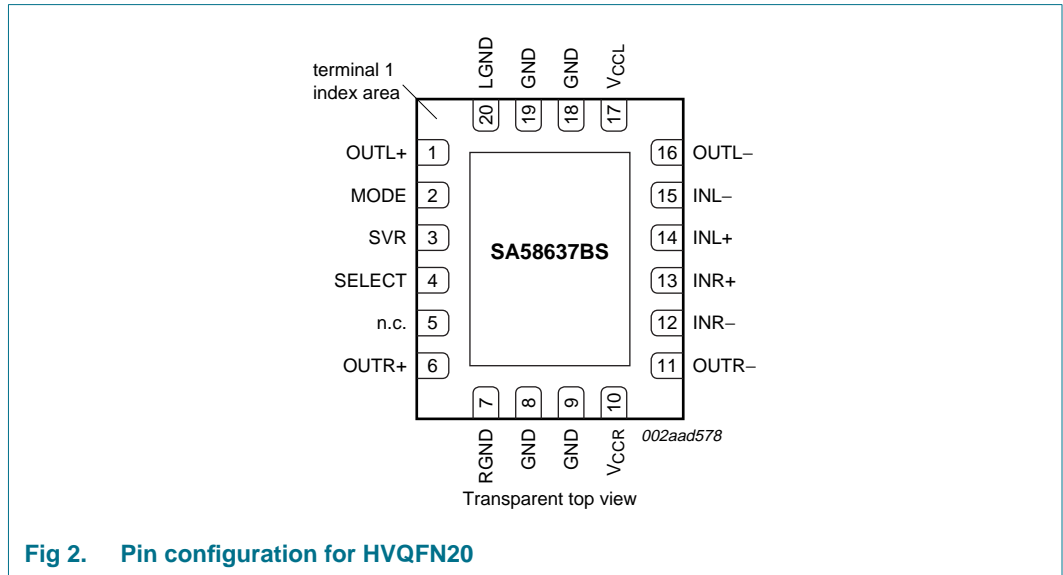 terminal 1
index area
LGND
GND
GND
VCCL
20
19
18
17
OUTL+ 1
MODE 2
SVR 3
SELECT 4
n.c. 5
OUTR+ 6
SA58637BS
16 OUTL−
15 INL−
14 INL+
13 INR+
12 INR−
11 OUTR−
7
8
9
10
RGND
GND
GND
VCCR
002aad578
Transparent top view
Fig 2. Pin configuration for HVQFN20